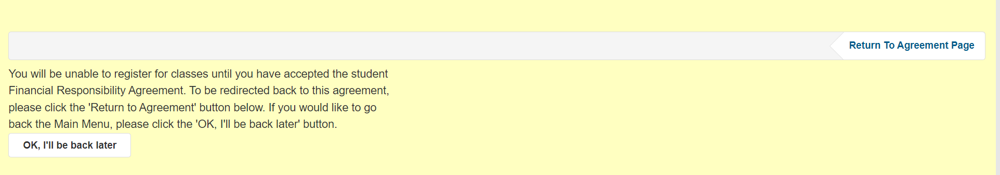 Return To Agreement Page
You will be unable to register for classes until you have accepted the student
Financial Responsibility Agreement. To be redirected back to this agreement,
please click the 'Return to Agreement' button below. If you would like to go
back the Main Menu, please click the 'OK, I'll be back later' button.
OK, I'll be back later